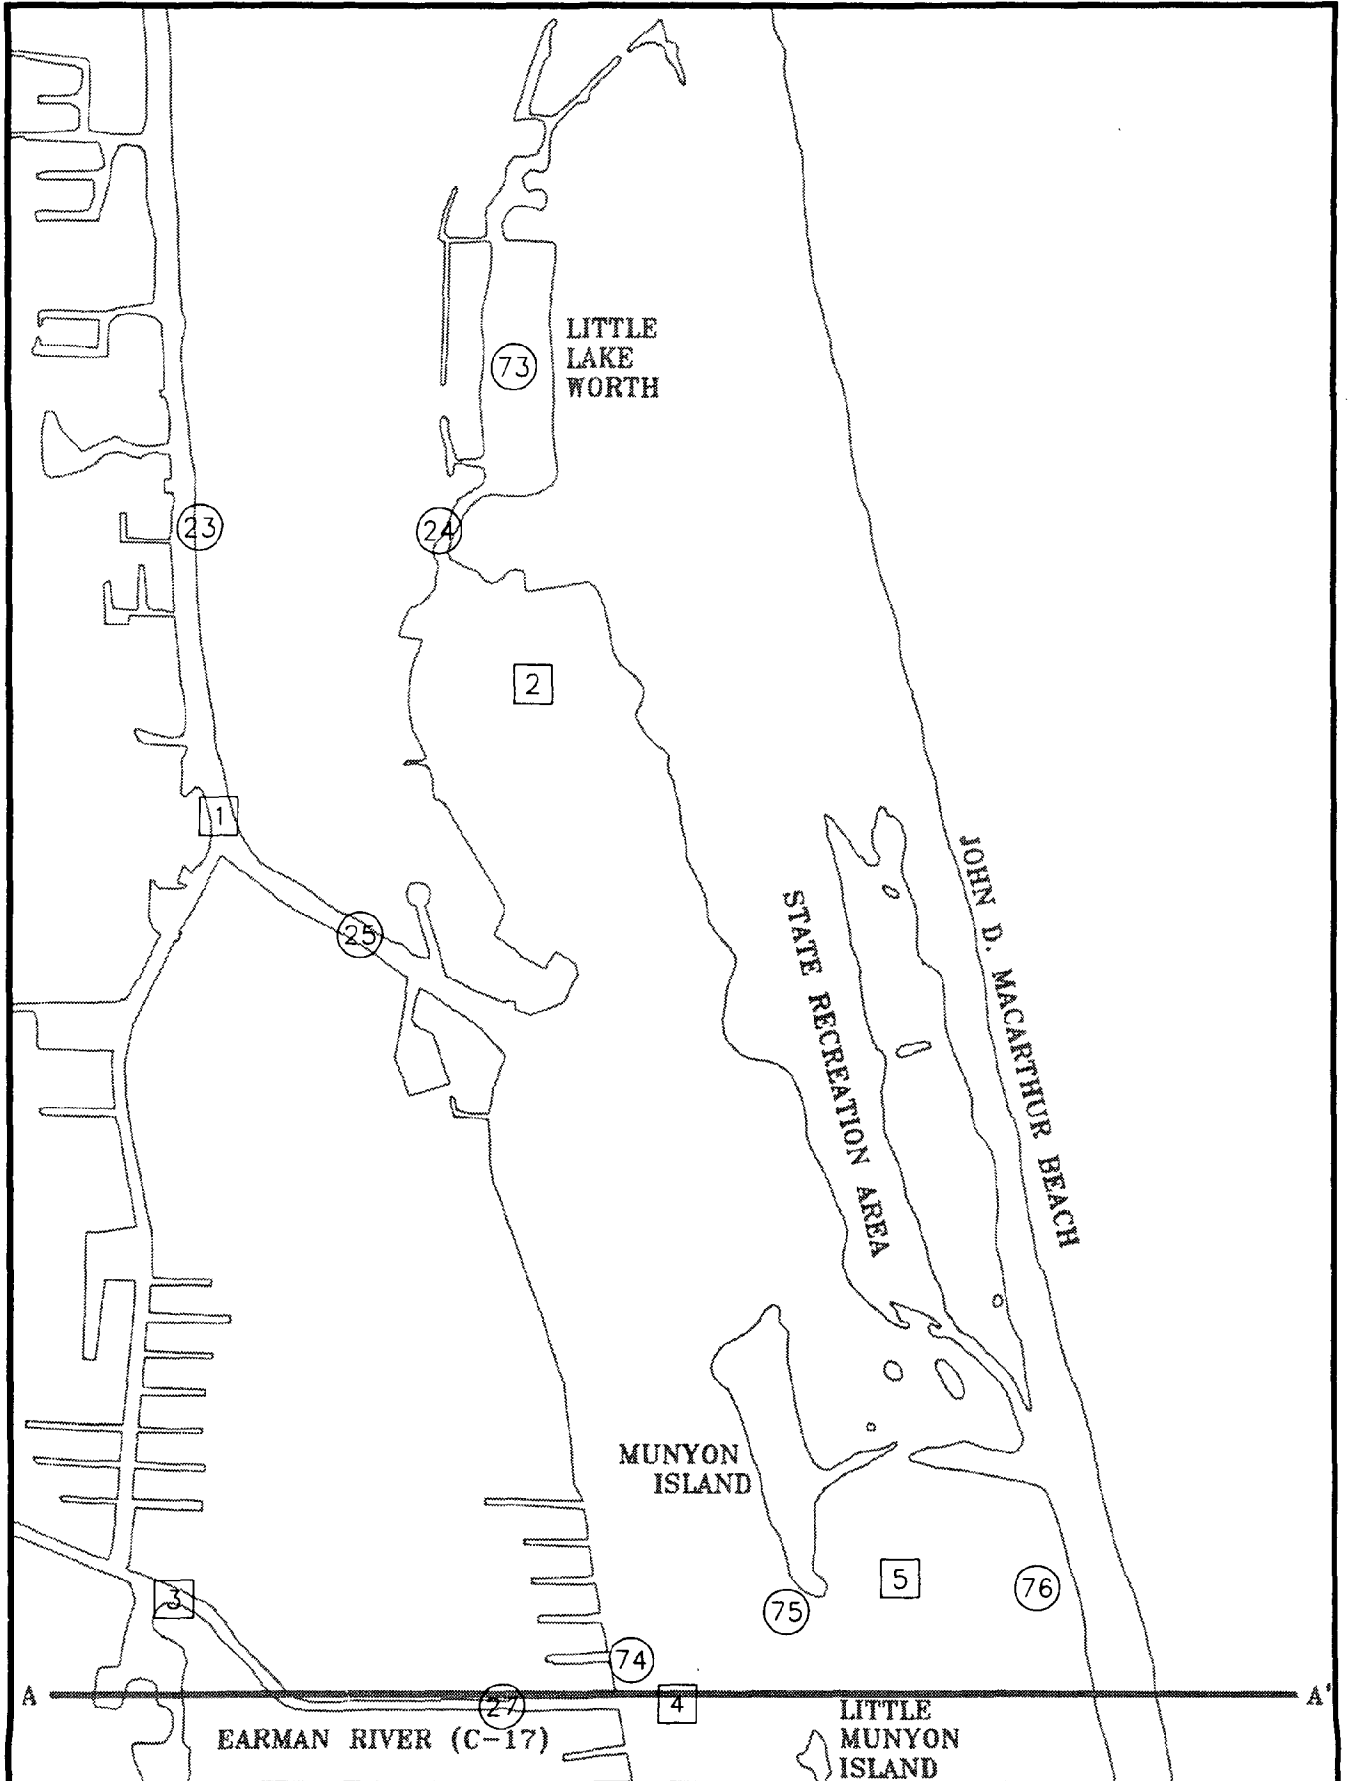 LITTLE
LAKE
WORTH
73
23
24
2
1
25
JOHN D. MACARTHUR BEACH
STATE RECREATION AREA
MUNYON
ISLAND
3
5
76
75
74
A
A'
27
4
EARMAN RIVER (C-17)
LITTLE
MUNYON
ISLAND